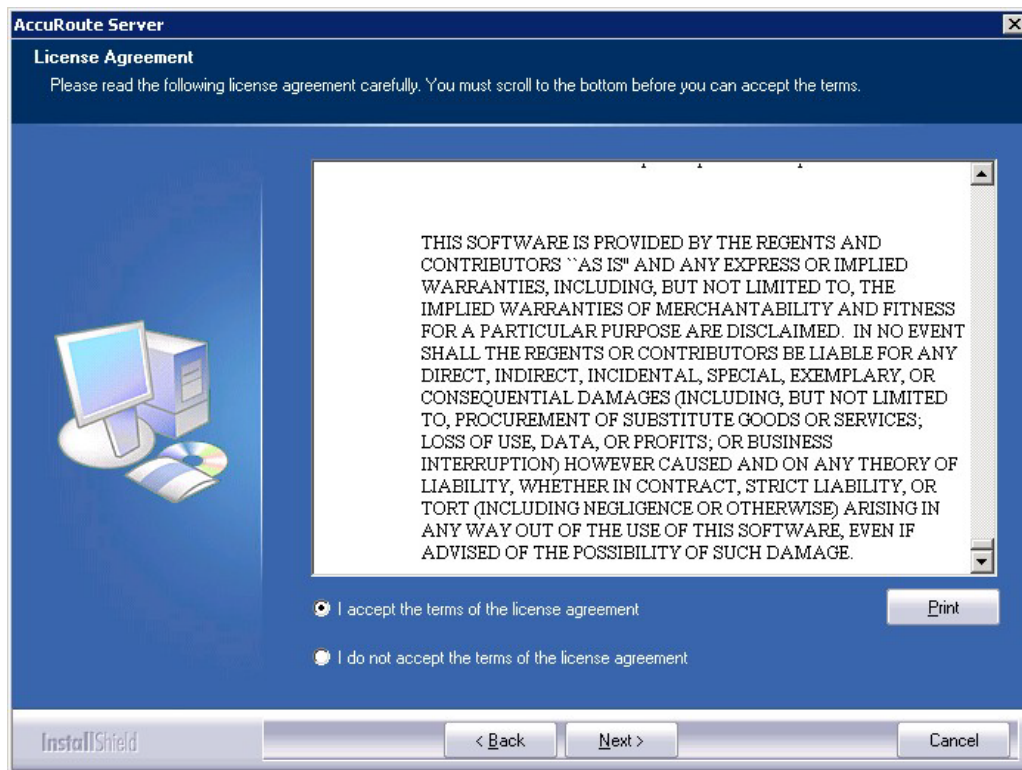 AccuRoute Server
License Agreement
Please read the following license agreement carefully. You must scroll to the bottom before you can accept the terms.
THIS SOFTWARE IS PROVIDED BY THE REGENTS AND
CONTRIBUTORS ``AS IS'' AND ANY EXPRESS OR IMPLIED
WARRANTIES, INCLUDING, BUT NOT LIMITED TO, THE
IMPLIED WARRANTIES OF MERCHANTABILITY AND FITNESS
FOR A PARTICULAR PURPOSE ARE DISCLAIMED.  IN NO EVENT
SHALL THE REGENTS OR CONTRIBUTORS BE LIABLE FOR ANY
DIRECT, INDIRECT, INCIDENTAL, SPECIAL, EXEMPLARY, OR
CONSEQUENTIAL DAMAGES (INCLUDING, BUT NOT LIMITED
TO, PROCUREMENT OF SUBSTITUTE GOODS OR SERVICES;
LOSS OF USE, DATA, OR PROFITS; OR BUSINESS
INTERRUPTION) HOWEVER CAUSED AND ON ANY THEORY OF
LIABILITY, WHETHER IN CONTRACT, STRICT LIABILITY, OR
TORT (INCLUDING NEGLIGENCE OR OTHERWISE) ARISING IN
ANY WAY OUT OF THE USE OF THIS SOFTWARE, EVEN IF
ADVISED OF THE POSSIBILITY OF SUCH DAMAGE.
I accept the terms of the license agreement
Print
I do not accept the terms of the license agreement
InstallShield
< Back
Next >
Cancel